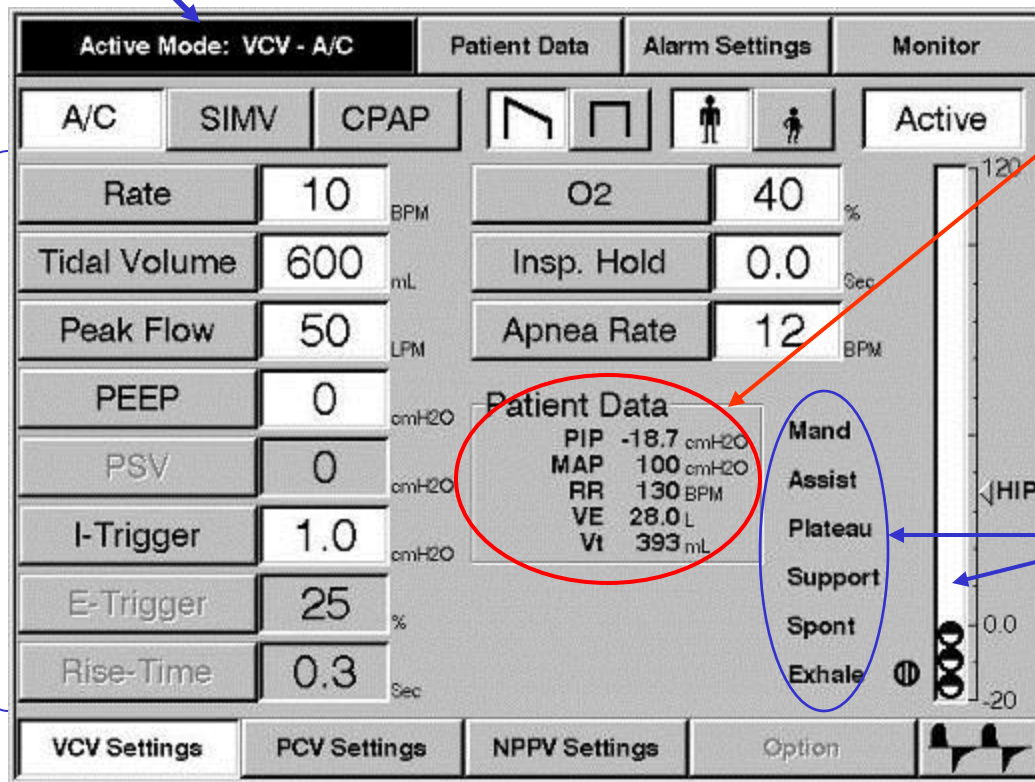 Active Mode: VCV - A/C
Patient Data
Alarm Settings
Monitor
A/C
SIMV
CPAP
Active
Rate
10 BPM
O2
40 %
120
Tidal Volume
600 mL
Insp. Hold
0.0 Sec
Peak Flow
50 LPM
Apnea Rate
12 BPM
PEEP
0 cmH2O
Patient Data
PIP -18.7 cmH2O
MAP 100 cmH2O
RR 130 BPM
VE 28.0 L
Vt 393 mL
Mand
Assist
Plateau
Support
Spont
Exhale
HIP
PSV
0 cmH2O
I-Trigger
1.0 cmH2O
E-Trigger
25 %
0.0
Rise-Time
0.3 Sec
-20
VCV Settings
PCV Settings
NPPV Settings
Option